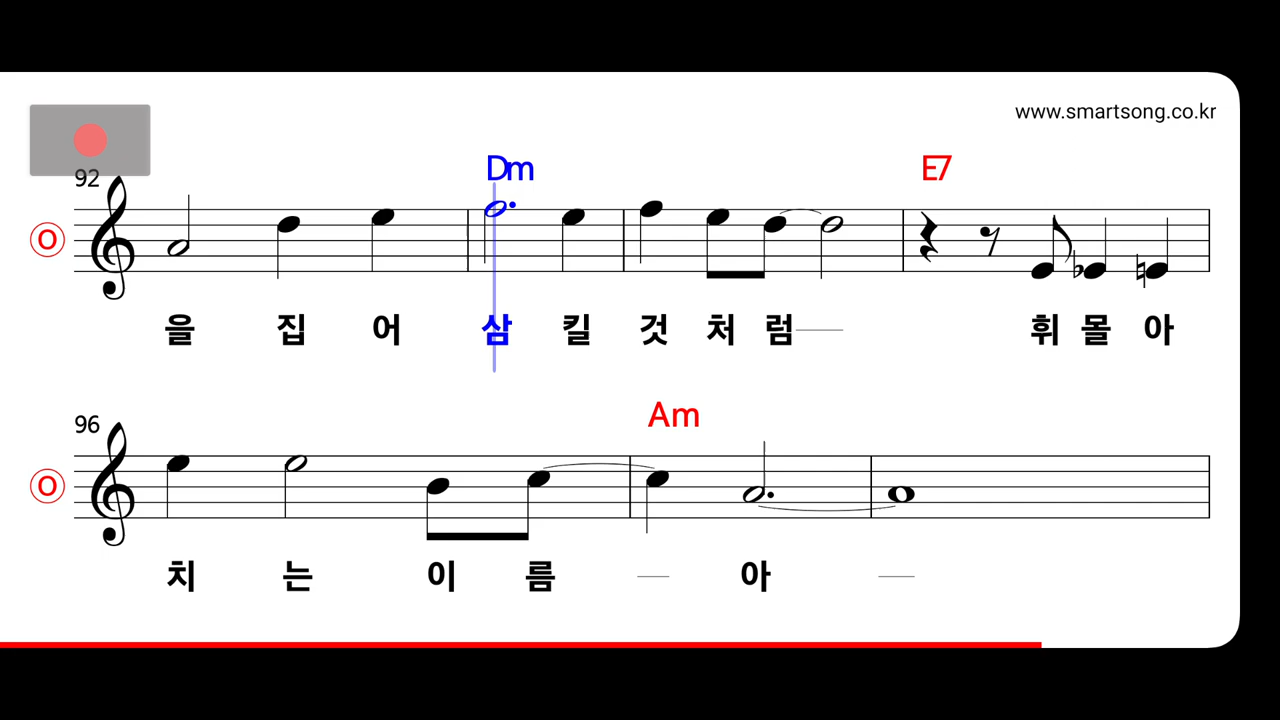 www.smartsong.co.kr
92
Dm
E7
O
을 집 어 삼 킬 것 처 럼 휘 몰 아
96
Am
O
치 는 이 름 아